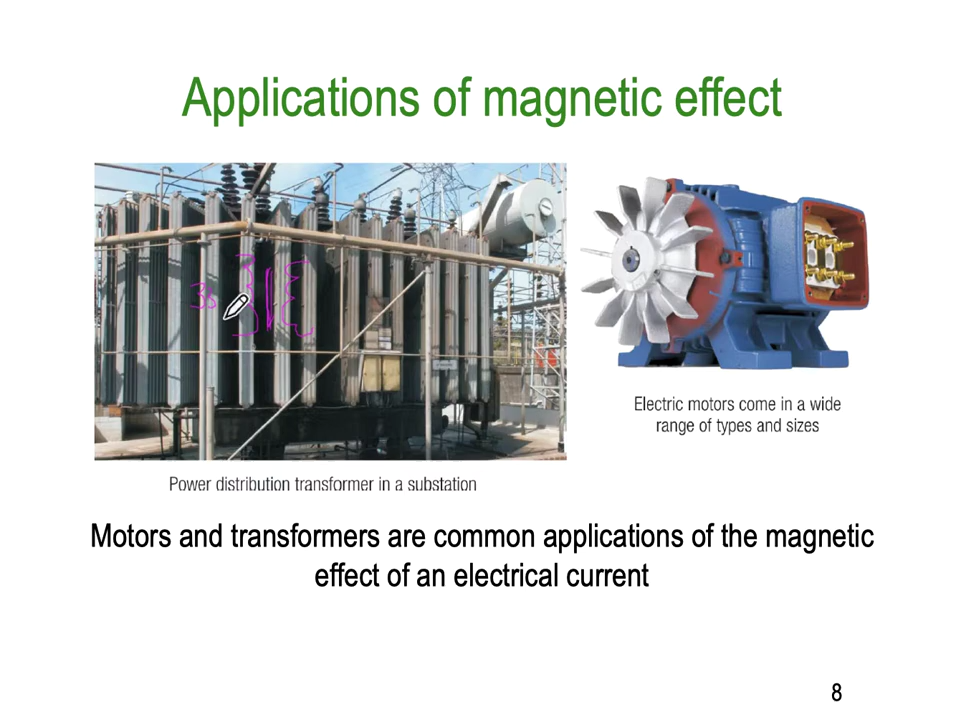 Applications of magnetic effect
Power distribution transformer in a substation
Electric motors come in a wide
range of types and sizes
Motors and transformers are common applications of the magnetic
effect of an electrical current
8